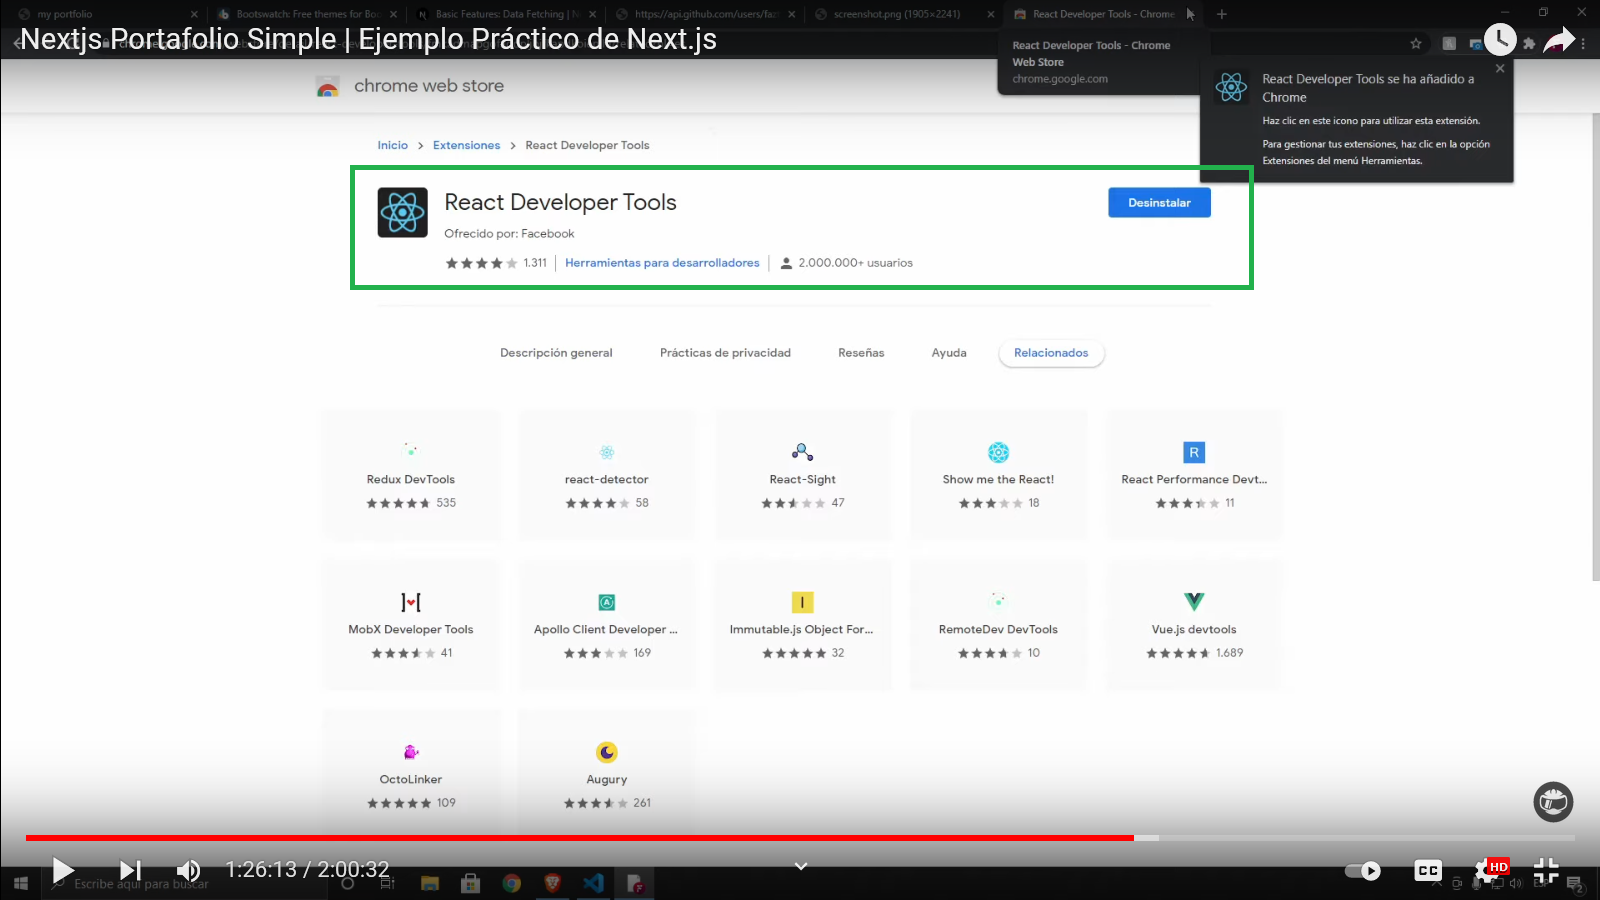 my portfolio
Bootswatch: Free themes for Boo
Basic Features: Data Fetching | N
https://api.github.com/users/faz
screenshot.png (1905×2241)
React Developer Tools - Chrome
Nextjs Portafolio Simple | Ejemplo Práctico de Next.js
React Developer Tools - Chrome
Web Store
chrome.google.com
React Developer Tools se ha añadido a
Chrome
Haz clic en este icono para utilizar esta extensión.
Para gestionar tus extensiones, haz clic en la opción
Extensiones del menú Herramientas.
chrome web store
Inicio > Extensiones > React Developer Tools
React Developer Tools
Desinstalar
Ofrecido por: Facebook
1.311 Herramientas para desarrolladores 2.000.000+ usuarios
Descripción general Prácticas de privacidad Reseñas Ayuda Relacionados
Redux DevTools
535
react-detector
58
React-Sight
47
Show me the React!
18
R
React Performance Devt...
11
MobX Developer Tools
41
Apollo Client Developer ...
169
I
Immutable.js Object For...
32
RemoteDev DevTools
10
Vue.js devtools
1.689
OctoLinker
109
Augury
261
1:26:13 / 2:00:32
CC
HD
Escribe aquí para buscar